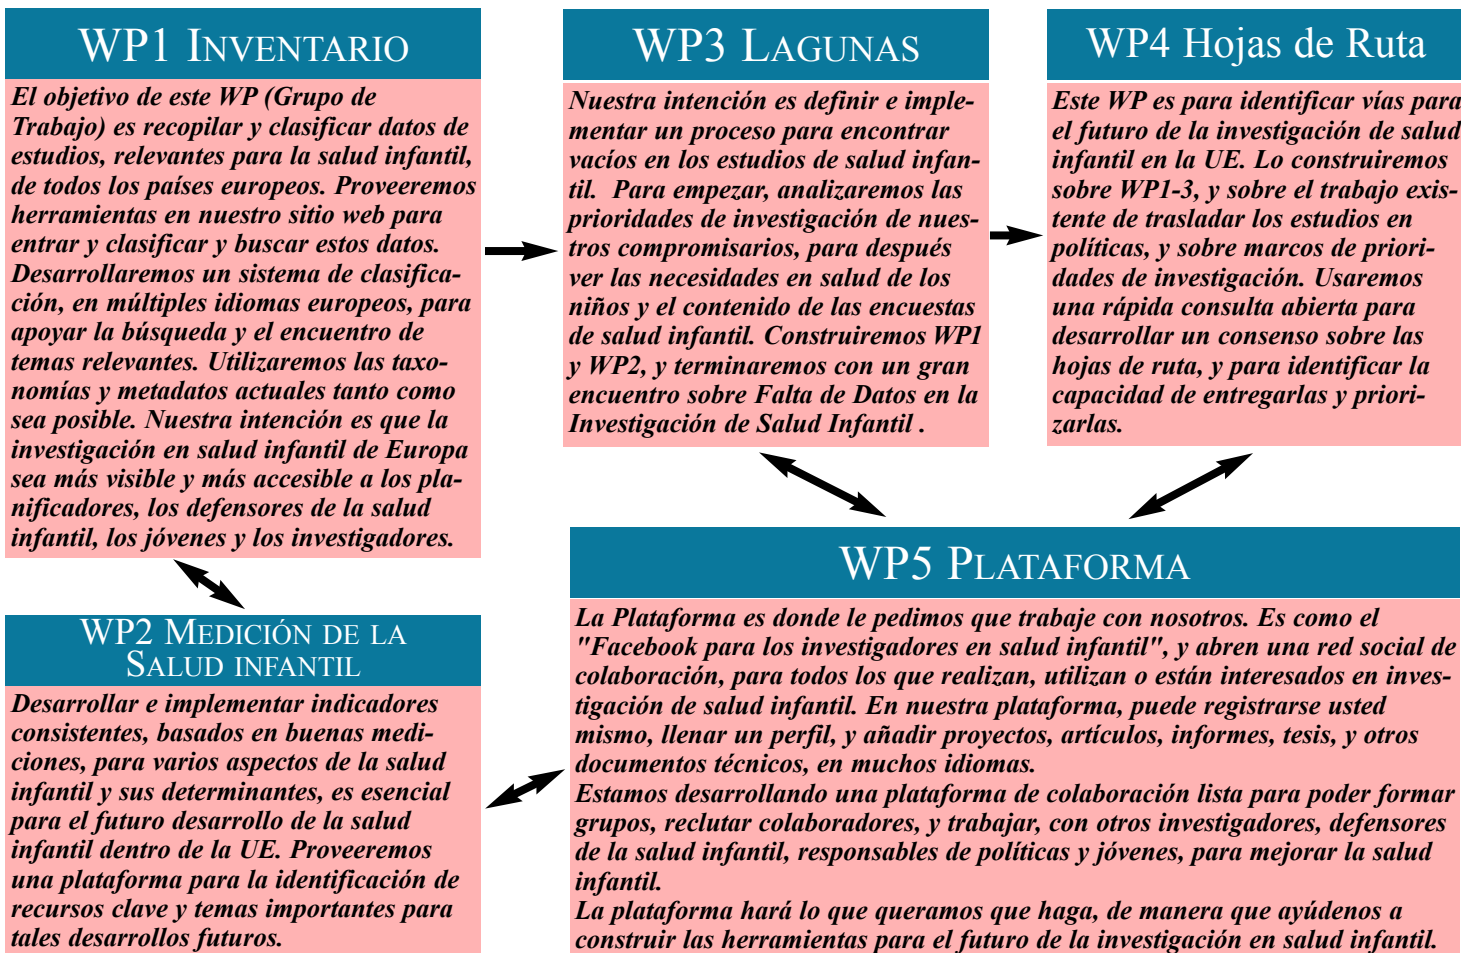 WP1 Inventario
El objetivo de este WP (Grupo de
Trabajo) es recopilar y clasificar datos de
estudios, relevantes para la salud infantil,
de todos los países europeos. Proveeremos
herramientas en nuestro sitio web para
entrar y clasificar y buscar estos datos.
Desarrollaremos un sistema de clasifica-
ción, en múltiples idiomas europeos, para
apoyar la búsqueda y el encuentro de
temas relevantes. Utilizaremos las taxo-
nomías y metadatos actuales tanto como
sea posible. Nuestra intención es que la
investigación en salud infantil de Europa
sea más visible y más accesible a los pla-
nificadores, los defensores de la salud
infantil, los jóvenes y los investigadores.
WP2 Medición de la
Salud infantil
Desarrollar e implementar indicadores
consistentes, basados en buenas medi-
ciones, para varios aspectos de la salud
infantil y sus determinantes, es esencial
para el futuro desarrollo de la salud
infantil dentro de la UE. Proveeremos
una plataforma para la identificación de
recursos clave y temas importantes para
tales desarrollos futuros.
WP3 Lagunas
Nuestra intención es definir e imple-
mentar un proceso para encontrar
vacíos en los estudios de salud infan-
til.  Para empezar, analizaremos las
prioridades de investigación de nues-
tros compromisarios, para después
ver las necesidades en salud de los
niños y el contenido de las encuestas
de salud infantil. Construiremos WP1
y WP2, y terminaremos con un gran
encuentro sobre Falta de Datos en la
Investigación de Salud Infantil .
WP4 Hojas de Ruta
Este WP es para identificar vías para
el futuro de la investigación de salud
infantil en la UE. Lo construiremos
sobre WP1-3, y sobre el trabajo exis-
tente de trasladar los estudios en
políticas, y sobre marcos de priori-
dades de investigación. Usaremos
una rápida consulta abierta para
desarrollar un consenso sobre las
hojas de ruta, y para identificar la
capacidad de entregarlas y priori-
zarlas.
WP5 Plataforma
La Plataforma es donde le pedimos que trabaje con nosotros. Es como el
"Facebook para los investigadores en salud infantil", y abren una red social de
colaboración, para todos los que realizan, utilizan o están interesados en inves-
tigación de salud infantil. En nuestra plataforma, puede registrarse usted
mismo, llenar un perfil, y añadir proyectos, artículos, informes, tesis, y otros
documentos técnicos, en muchos idiomas.
Estamos desarrollando una plataforma de colaboración lista para poder formar
grupos, reclutar colaboradores, y trabajar, con otros investigadores, defensores
de la salud infantil, responsables de políticas y jóvenes, para mejorar la salud
infantil.
La plataforma hará lo que queramos que haga, de manera que ayúdenos a
construir las herramientas para el futuro de la investigación en salud infantil.